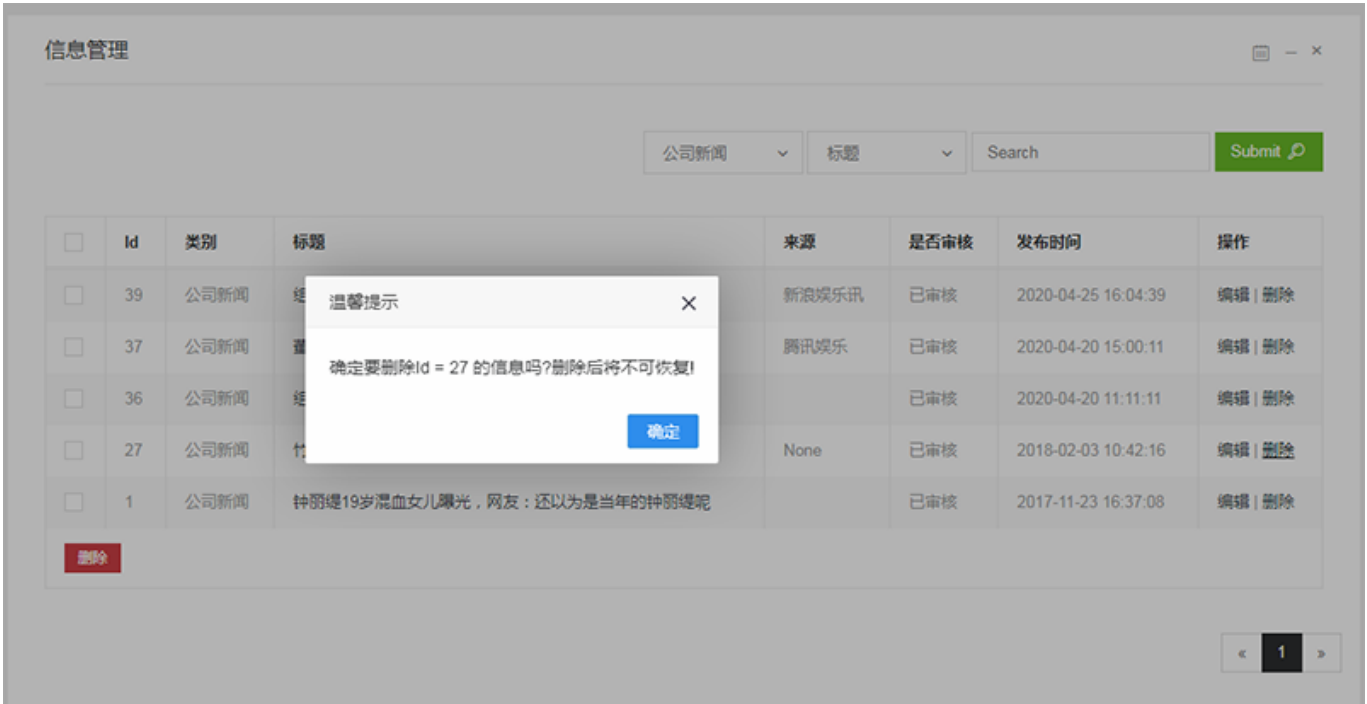 信息管理
公司新闻 标题 Search Submit
Id 类别 标题 来源 是否审核 发布时间 操作
39 公司新闻 新浪娱乐讯 已审核 2020-04-25 16:04:39 编辑 | 删除
温馨提示
37 公司新闻 腾讯娱乐 已审核 2020-04-20 15:00:11 编辑 | 删除
确定要删除Id = 27 的信息吗?删除后将不可恢复!
36 公司新闻 已审核 2020-04-20 11:11:11 编辑 | 删除
确定
27 公司新闻 None 已审核 2018-02-03 10:42:16 编辑 | 删除
1 公司新闻 钟丽缇19岁混血女儿曝光，网友：还以为是当年的钟丽缇呢 已审核 2017-11-23 16:37:08 编辑 | 删除
删除
« 1 »